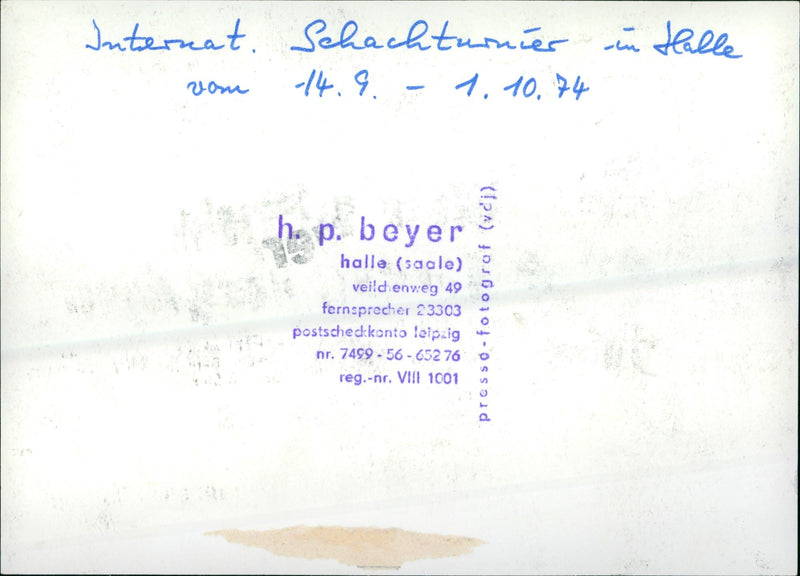 Internat. Schachturnier in Halle
vom 14.9. - 1.10.74
h. p. beyer
halle (saale)
veilchenweg 49
fernsprecher 23303
postscheckkonto leipzig
nr. 7499-56-65276
reg.-nr. VIII 1001
presse-fotograf (vdj)